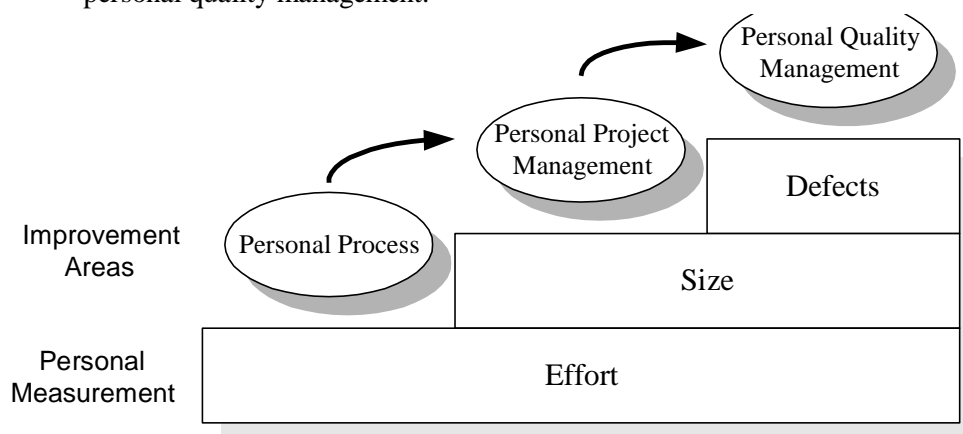 personal quality management.
Personal Quality
Management
Personal Project
Management
Defects
Improvement
Areas
Personal Process
Size
Personal
Measurement
Effort